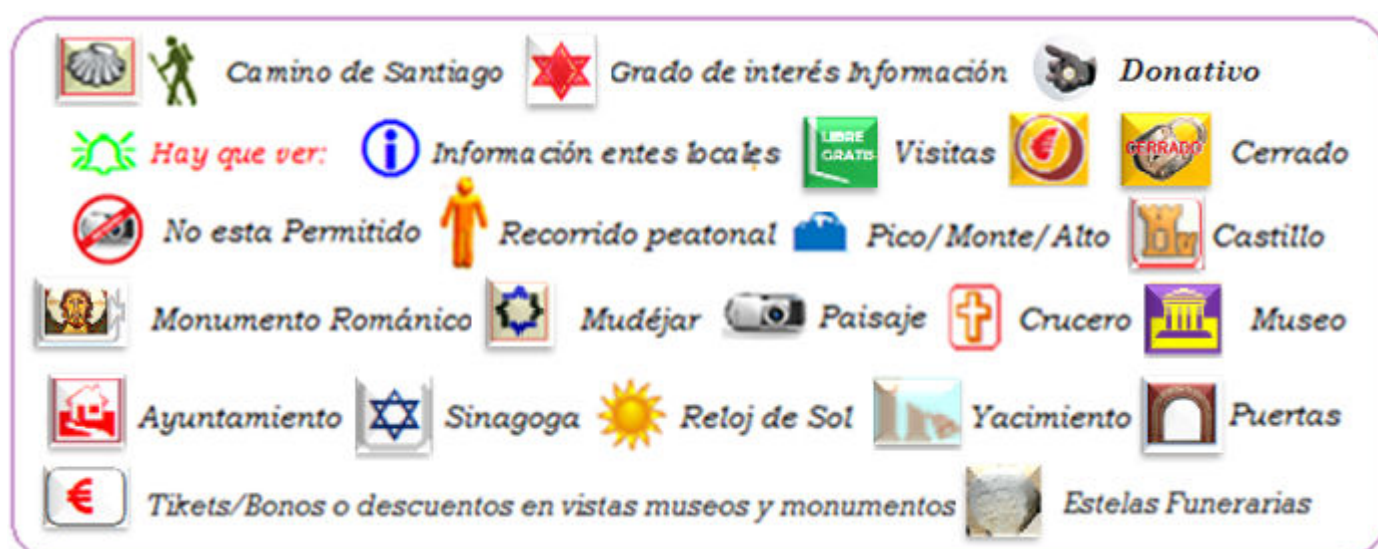 Camino de Santiago Grado de interés Información Donativo
Hay que ver: i Información entes locales LIBRE GRATIS Visitas € CERRADO Cerrado
No esta Permitido Recorrido peatonal Pico/Monte/Alto Castillo
Monumento Románico Mudéjar Paisaje Crucero Museo
Ayuntamiento Sinagoga Reloj de Sol Yacimiento Puertas
€ Tikets/Bonos o descuentos en vistas museos y monumentos Estelas Funerarias